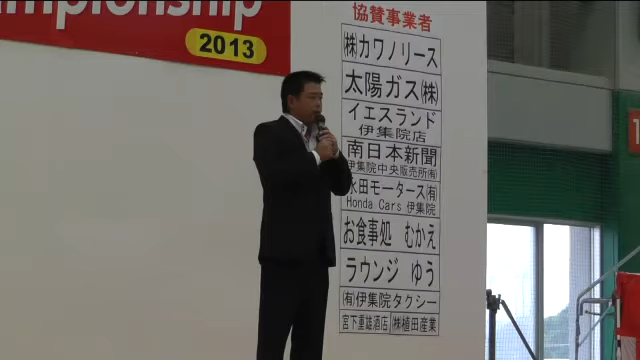 mpionship
2013
協賛事業者
㈱カワノリース
太陽ガス㈱
イエスランド
伊集院店
南日本新聞
伊集院中央販売所㈲
永田モータース㈲
Honda Cars 伊集院
お食事処 むかえ
ラウンジ ゆう
㈲伊集院タクシー
宮下重雄酒店 ㈱植田産業
1